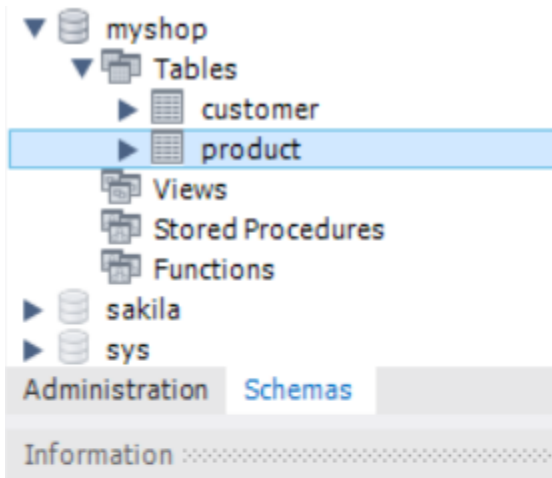 myshop
Tables
customer
product
Views
Stored Procedures
Functions
sakila
sys
Administration Schemas
Information